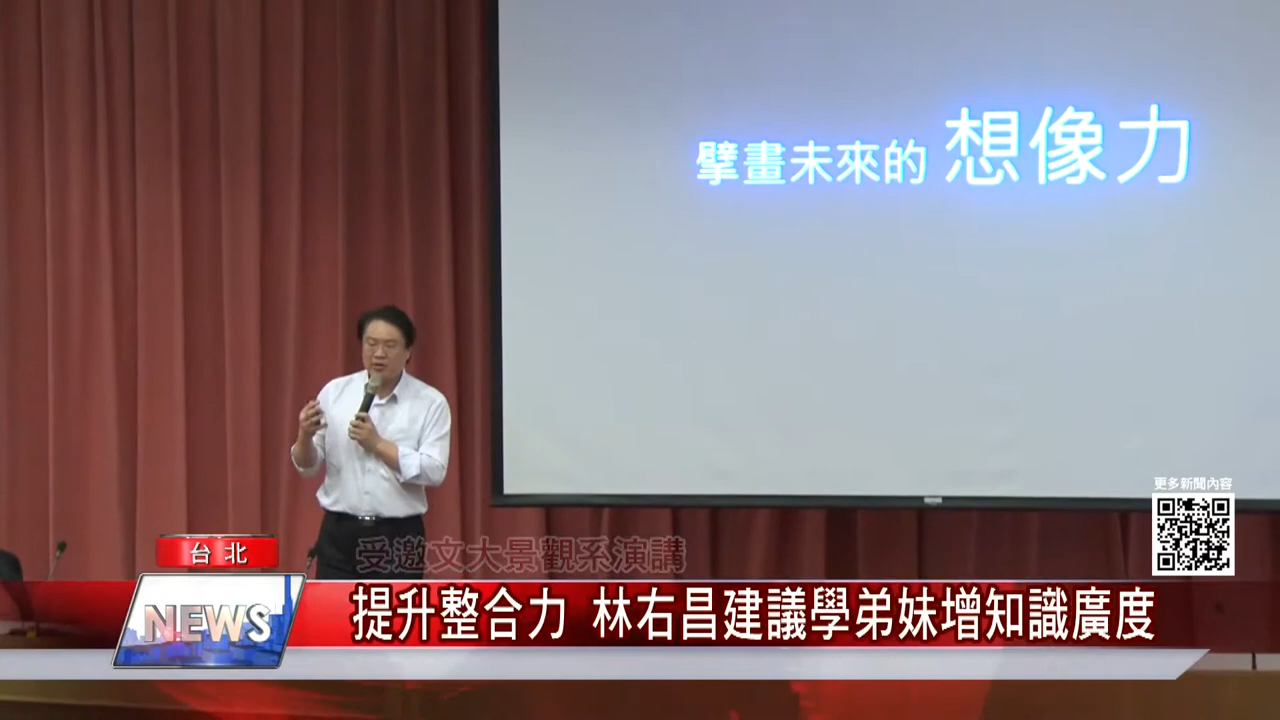 擘畫未來的 想像力
更多新聞內容
台北
受邀文大景觀系演講
NEWS
提升整合力 林右昌建議學弟妹增知識廣度